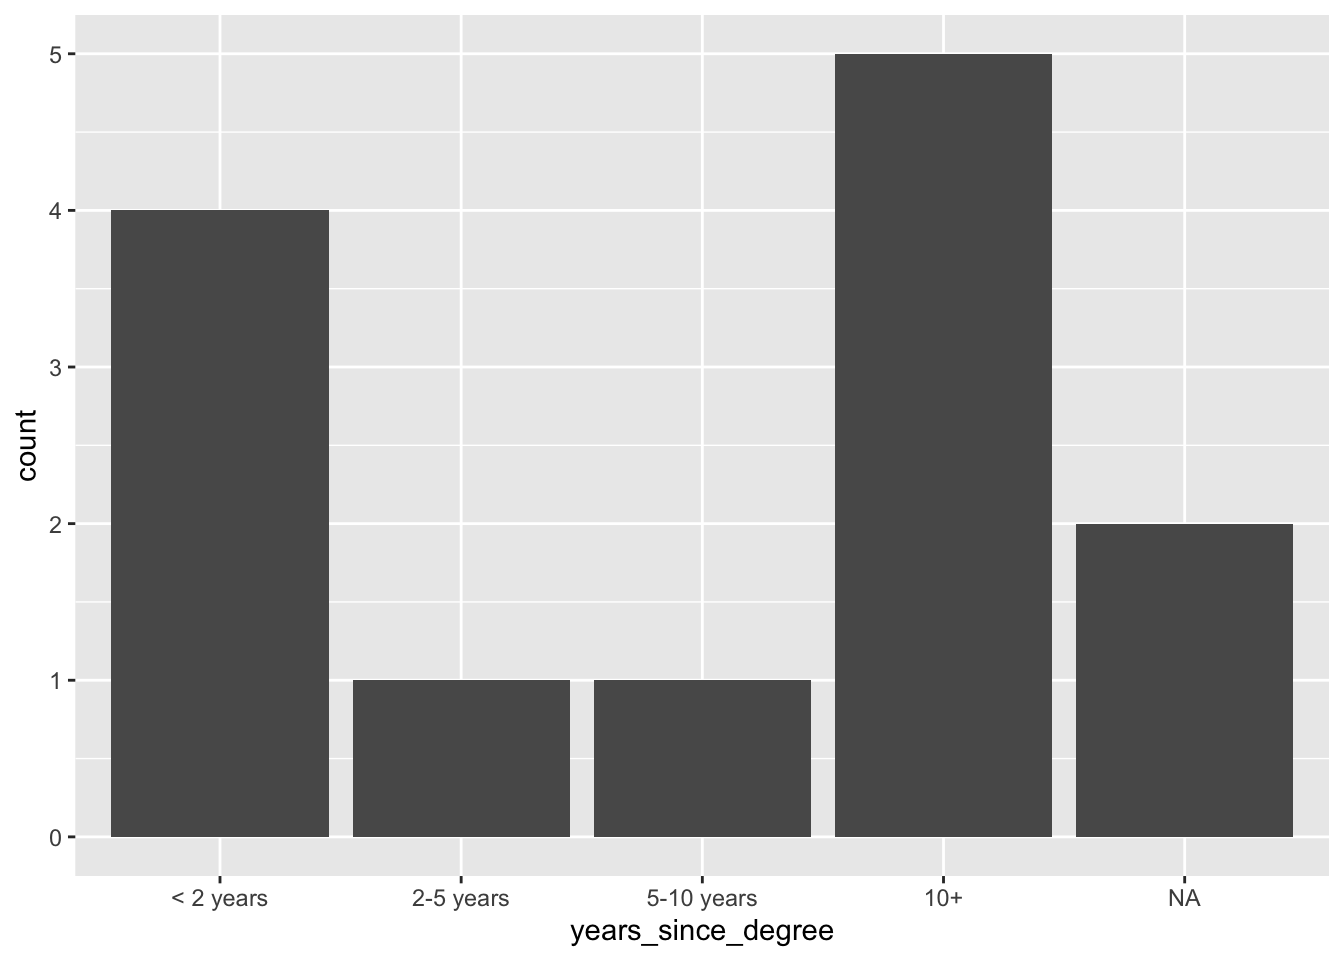 5
4
3
2
1
0
count
< 2 years
2-5 years
5-10 years
10+
NA
years_since_degree